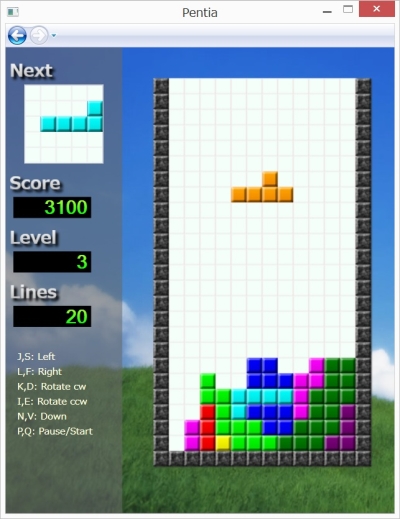 Pentia
Next
Score
3100
Level
3
Lines
20
J,S: Left
L,F: Right
K,D: Rotate cw
I,E: Rotate ccw
N,V: Down
P,Q: Pause/Start